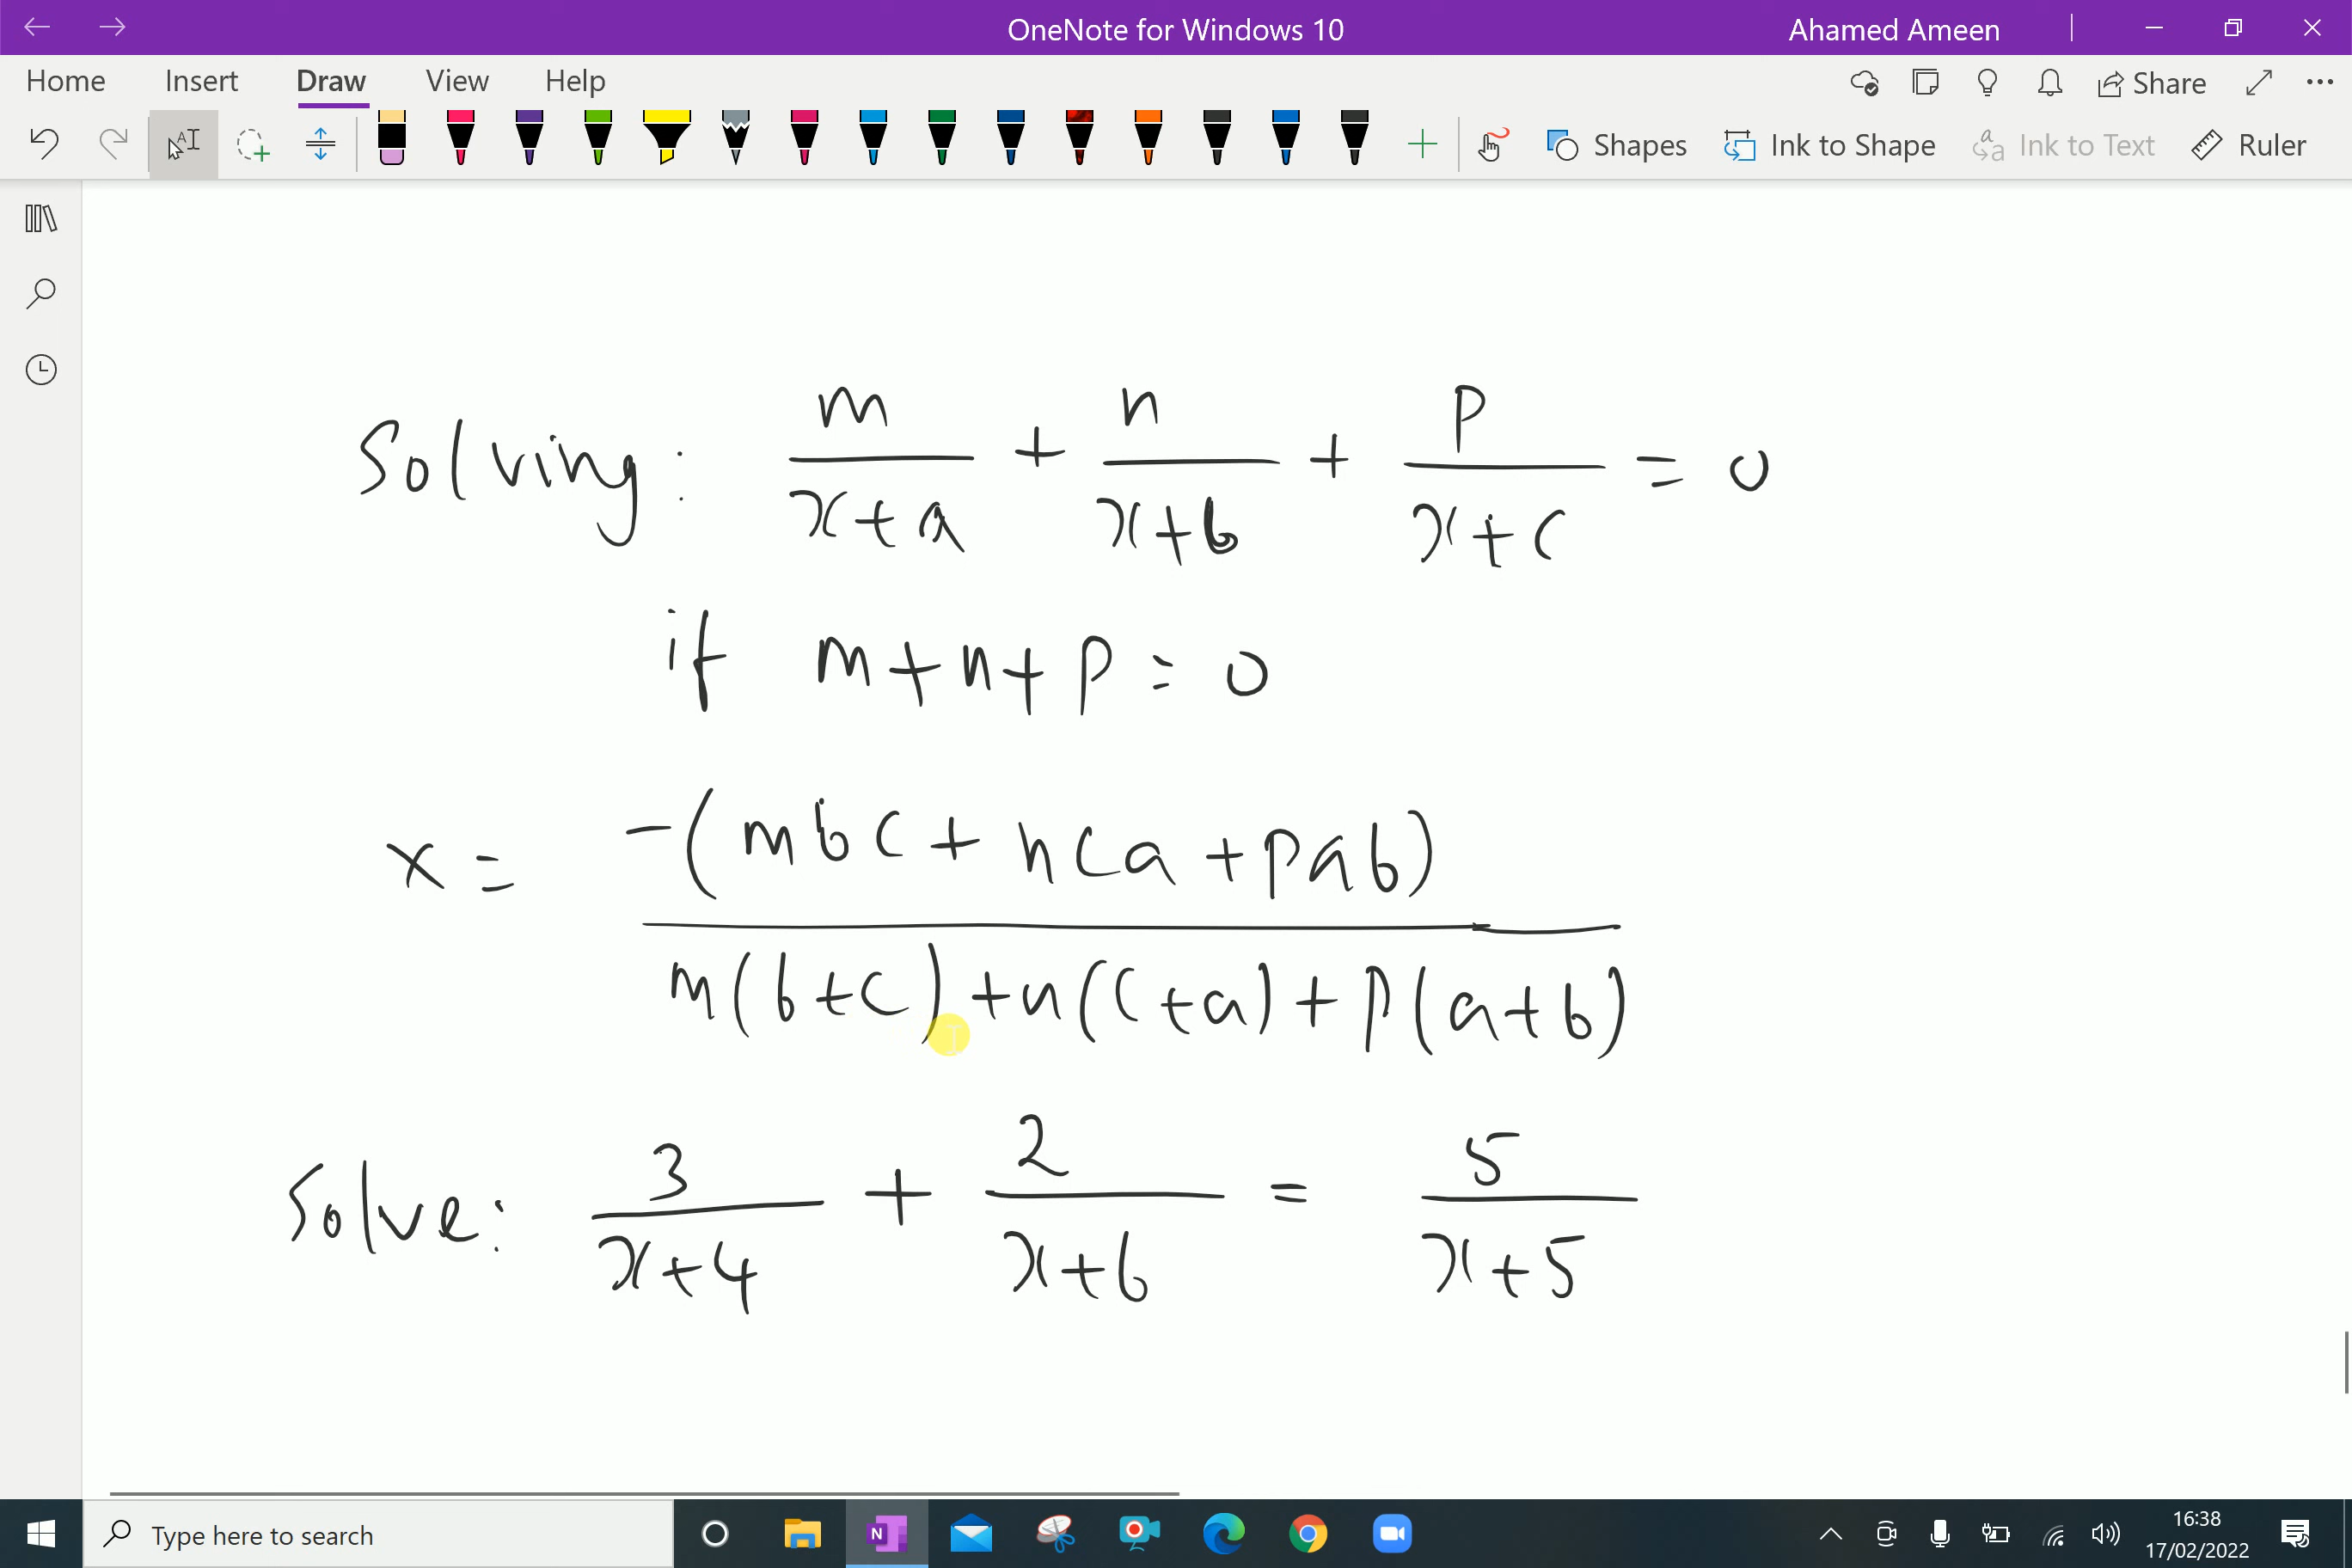 OneNote for Windows 10 Ahamed Ameen
Home Insert Draw View Help Share
Shapes Ink to Shape Ink to Text Ruler
Solving: m/(x+a) + n/(x+b) + p/(x+c) = 0
if m+n+p = 0
x = -(mbc + nca + pab) / (m(b+c) + n(c+a) + p(a+b))
Solve: 3/(x+4) + 2/(x+6) = 5/(x+5)
Type here to search
16:38
17/02/2022